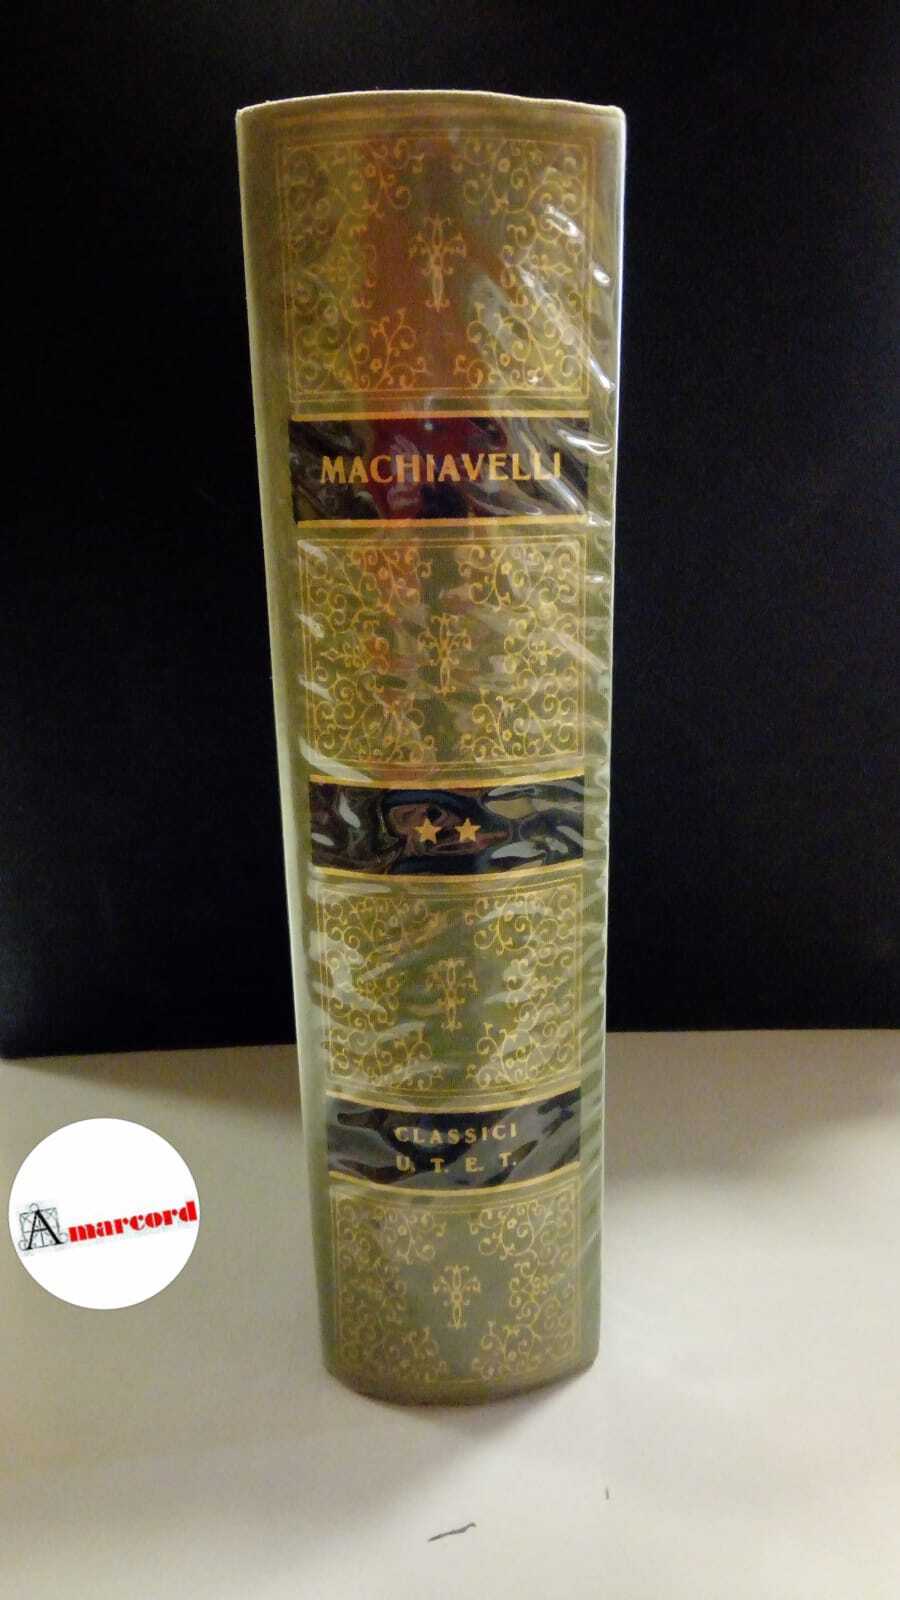 MACHIAVELLI
CLASSICI
U. T. E. T.
Amarcord